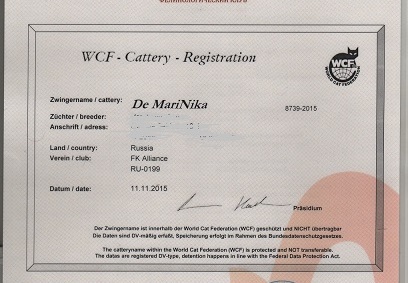 WCF - Cattery - Registration
WCF
WORLD CAT FEDERATION
Zwingername / cattery: De MariNika 8739-2015
Züchter / breeder:
Anschrift / adress:
Land / country: Russia
Verein / club: FK Alliance
RU-0199
Datum / date: 11.11.2015
Präsidium
Der Zwingername ist innerhalb der World Cat Federation (WCF) geschützt und NICHT übertragbar
Die Daten sind DV-mäßig erfaßt, Speicherung erfolgt im Rahmen des Bundesdatenschutzgesetzes.
The catteryname within the World Cat Federation (WCF) is protected and NOT transferable.
The datas are registered DV-type, detention happens in line with the Federal Data Protection Act.